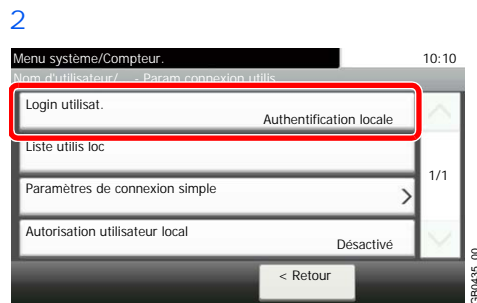 2
Menu système/Compteur.
10:10
Nom d'utilisateur/... - Param connexion utilis.
Login utilisat.
Authentification locale
Liste utilis loc
1/1
Paramètres de connexion simple
Autorisation utilisateur local
Désactivé
< Retour
GB0435_00